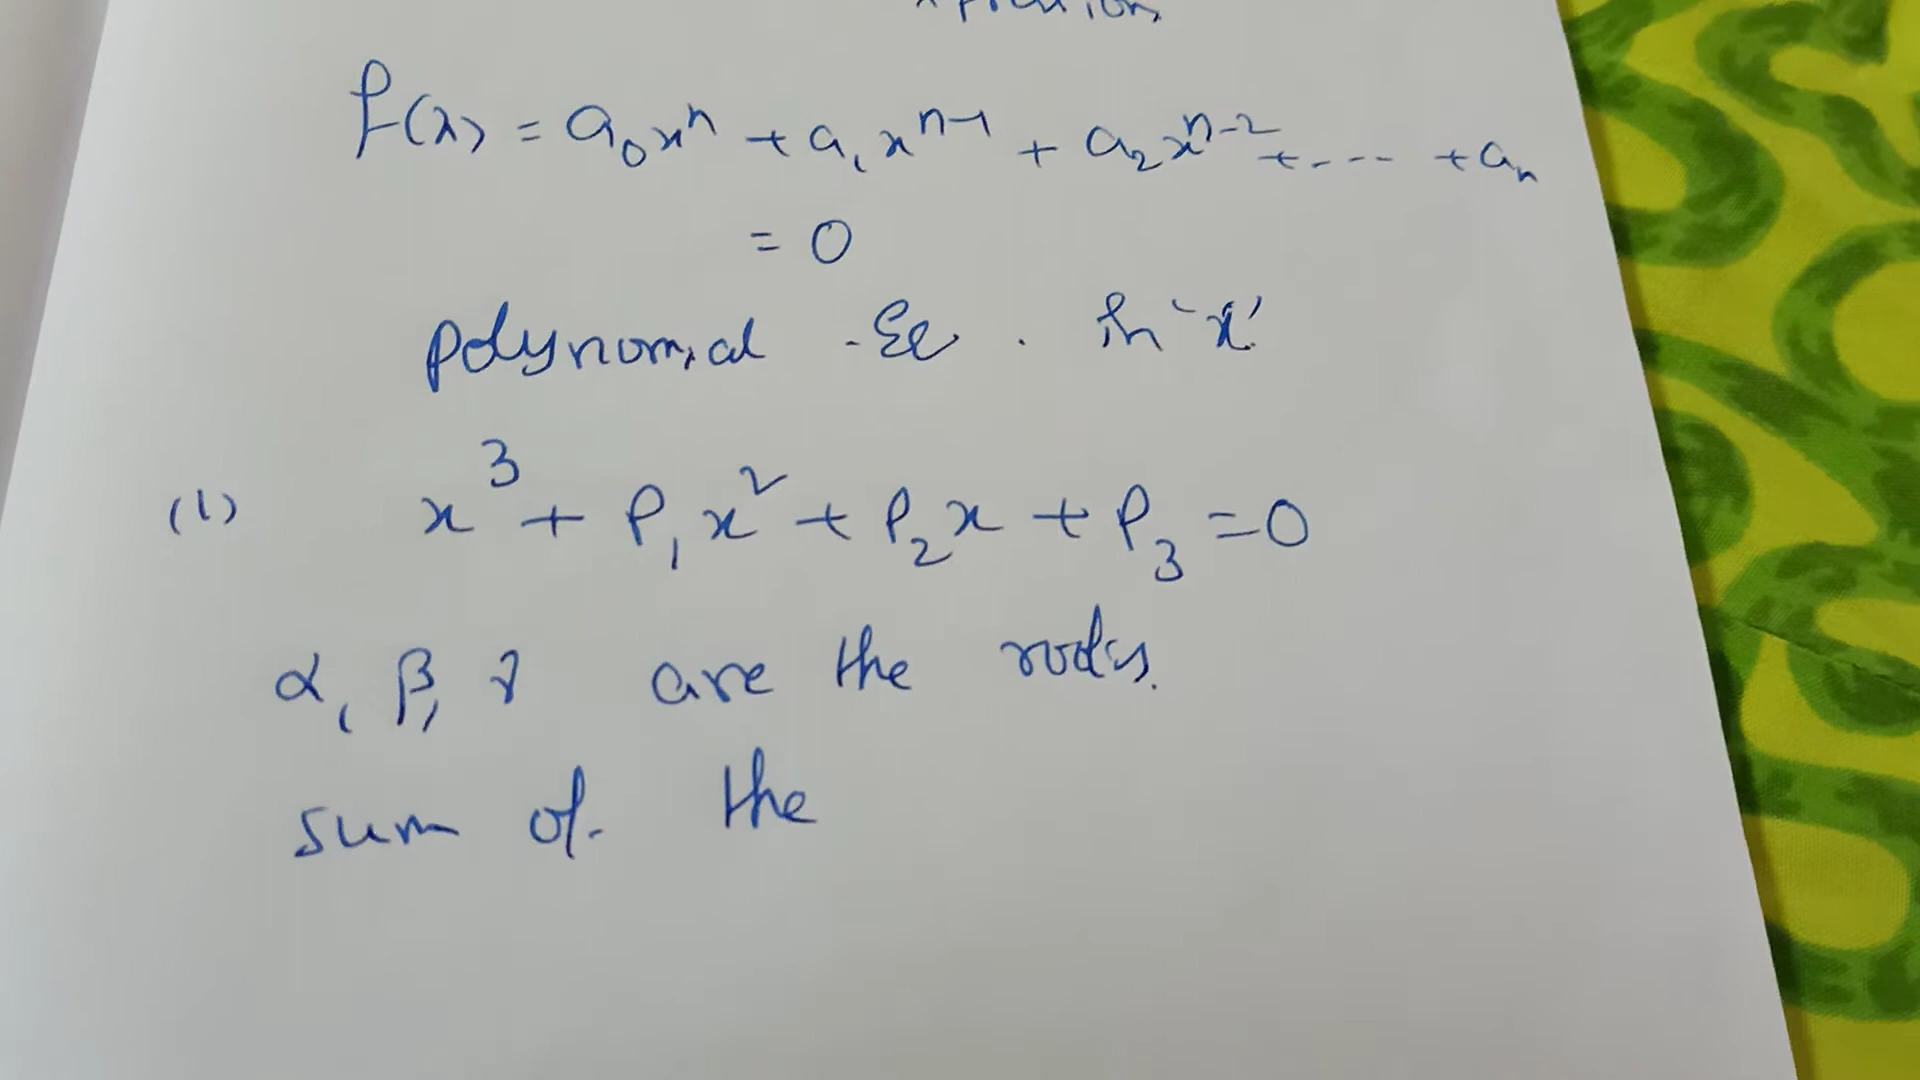 f(x) = a₀xⁿ + a₁xⁿ⁻¹ + a₂xⁿ⁻² + - - - - + aₙ
= 0
polynomial . in 'x'
(1) x³ + P₁x² + P₂x + P₃ = 0
α, β, γ are the roots.
sum of the